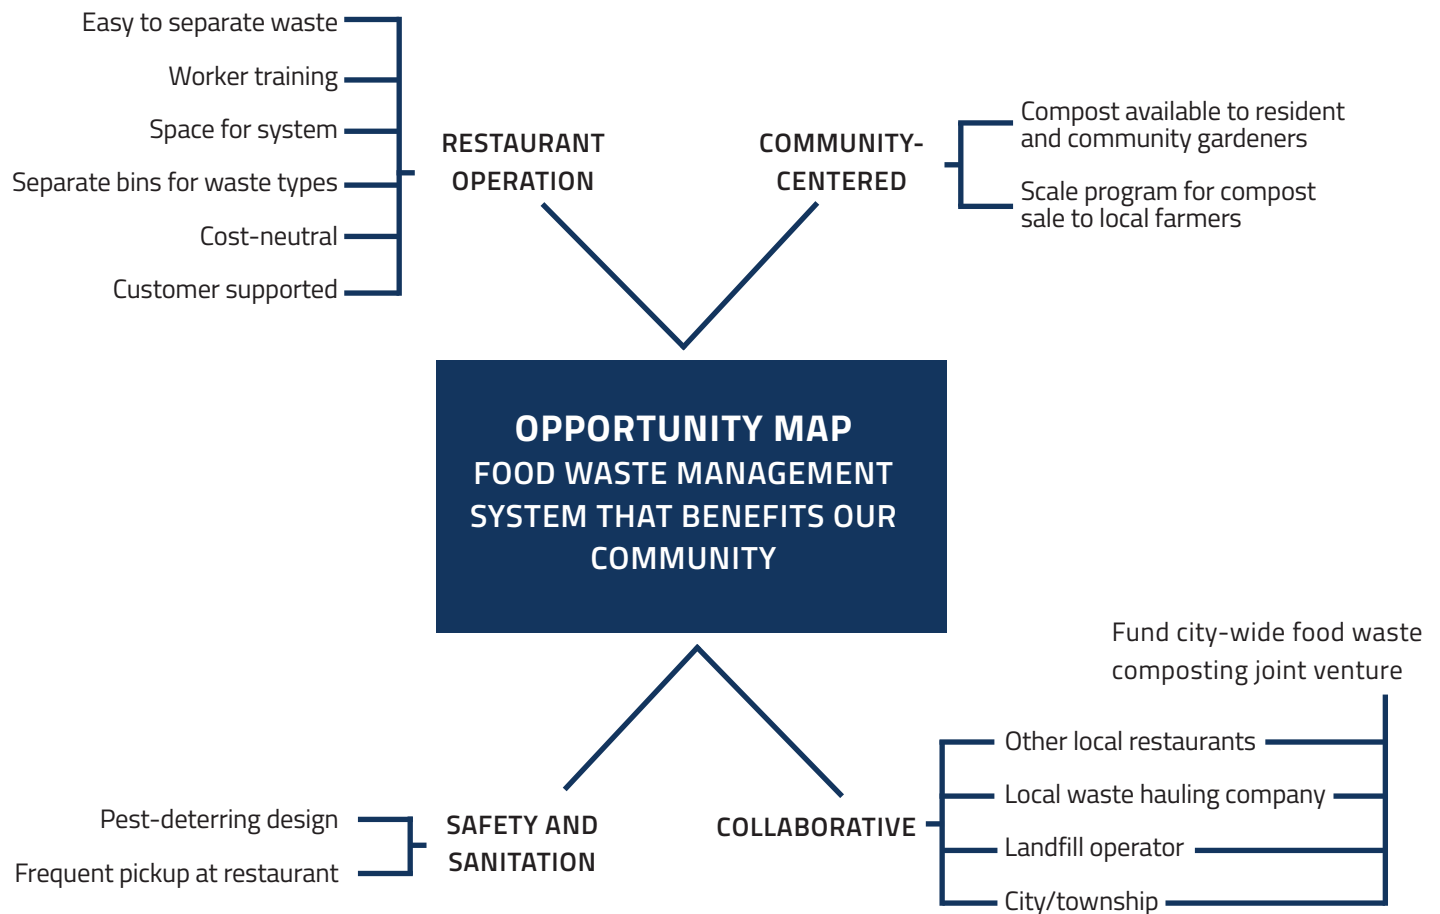 Easy to separate waste
Worker training
Space for system
Separate bins for waste types
Cost-neutral
Customer supported
RESTAURANT
OPERATION
COMMUNITY-
CENTERED
Compost available to resident
and community gardeners
Scale program for compost
sale to local farmers
OPPORTUNITY MAP
FOOD WASTE MANAGEMENT
SYSTEM THAT BENEFITS OUR
COMMUNITY
Pest-deterring design
Frequent pickup at restaurant
SAFETY AND
SANITATION
COLLABORATIVE
Fund city-wide food waste
composting joint venture
Other local restaurants
Local waste hauling company
Landfill operator
City/township